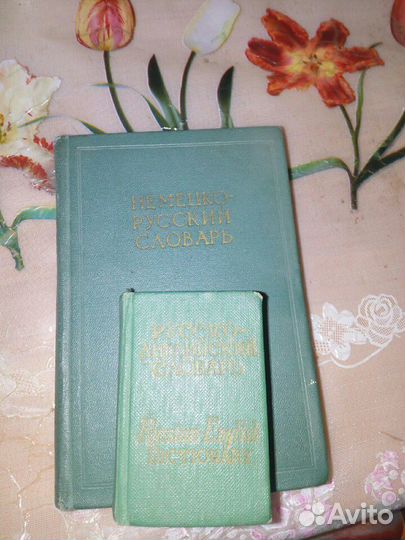 НЕМЕЦКО-
РУССКИЙ
СЛОВАРЬ
РУССКО-
АНГЛИЙСКИЙ
СЛОВАРЬ
Russian-English
DICTIONARY
Avito